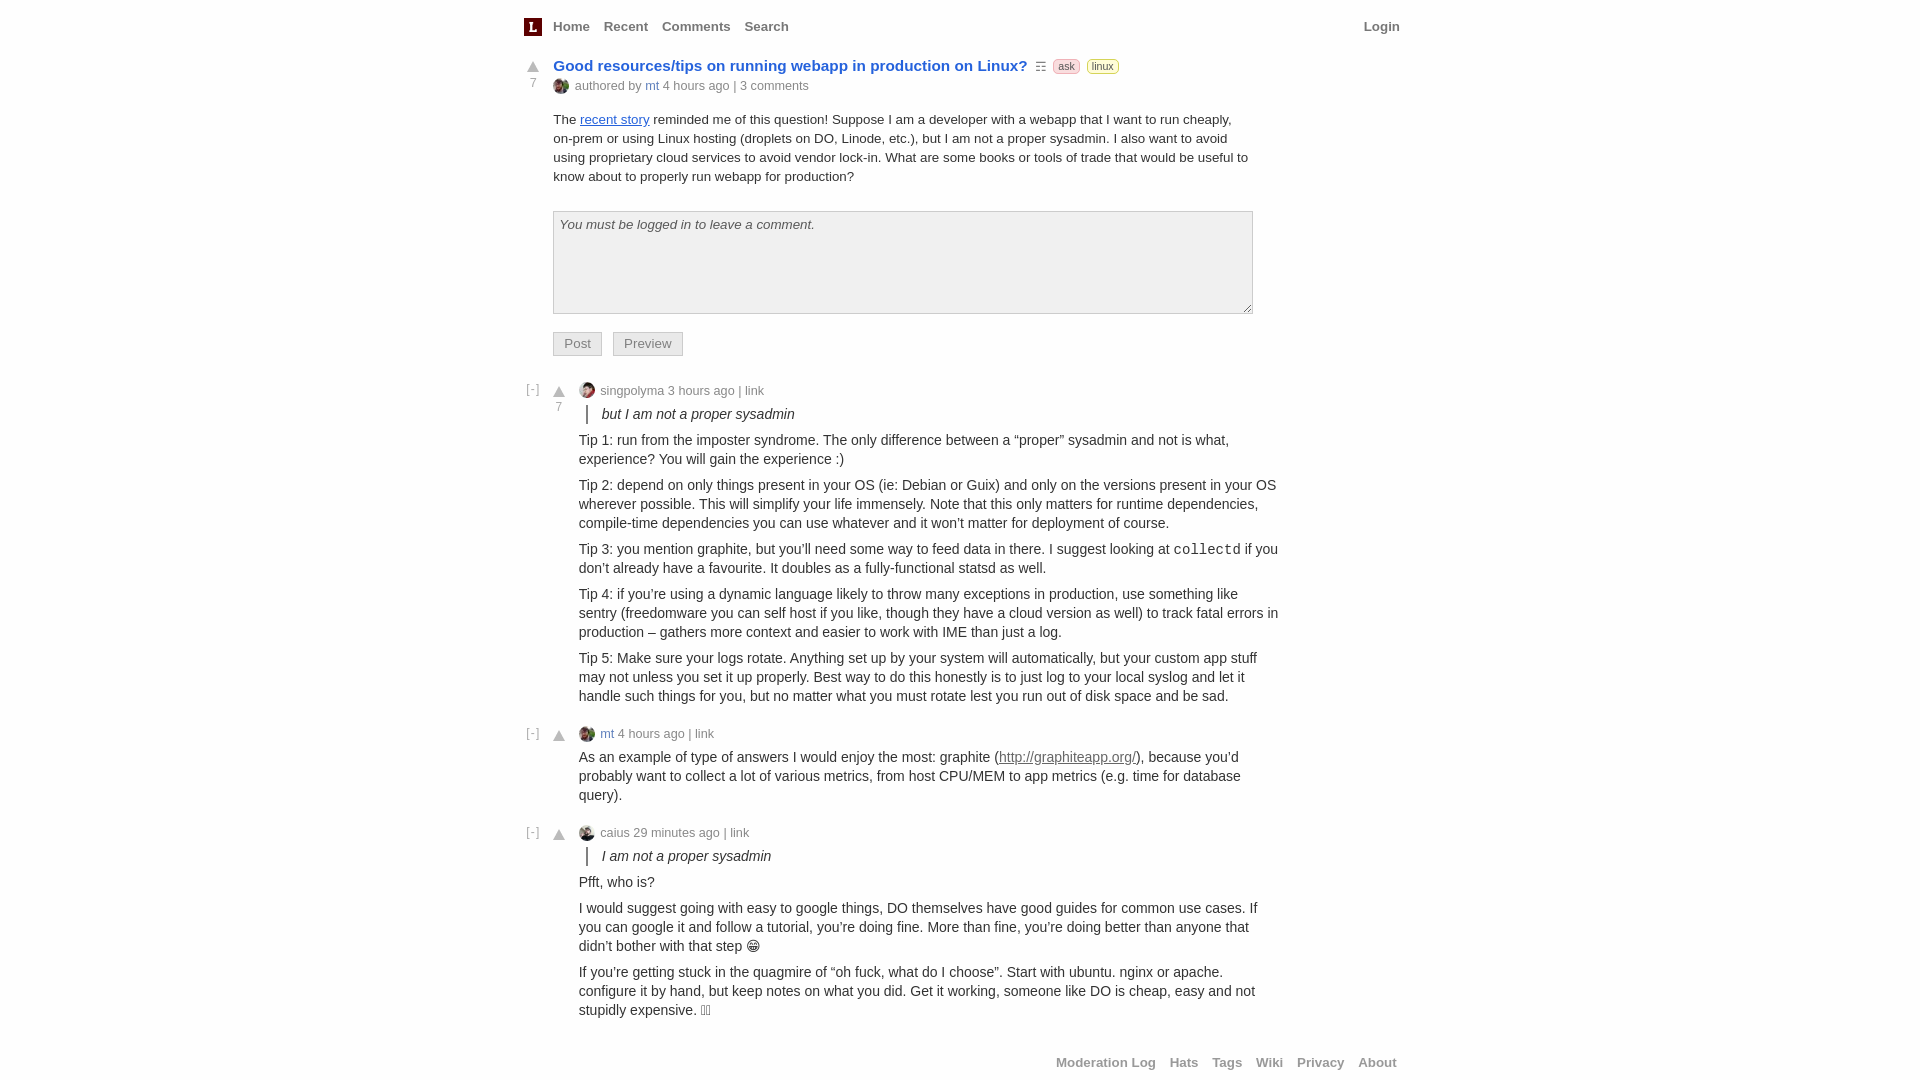 L Home Recent Comments Search Login
Good resources/tips on running webapp in production on Linux? ask linux
7
authored by mt 4 hours ago | 3 comments
The recent story reminded me of this question! Suppose I am a developer with a webapp that I want to run cheaply,
on-prem or using Linux hosting (droplets on DO, Linode, etc.), but I am not a proper sysadmin. I also want to avoid
using proprietary cloud services to avoid vendor lock-in. What are some books or tools of trade that would be useful to
know about to properly run webapp for production?
You must be logged in to leave a comment.
Post Preview
[-] singpolyma 3 hours ago | link
7
but I am not a proper sysadmin
Tip 1: run from the imposter syndrome. The only difference between a “proper” sysadmin and not is what,
experience? You will gain the experience :)
Tip 2: depend on only things present in your OS (ie: Debian or Guix) and only on the versions present in your OS
wherever possible. This will simplify your life immensely. Note that this only matters for runtime dependencies,
compile-time dependencies you can use whatever and it won’t matter for deployment of course.
Tip 3: you mention graphite, but you’ll need some way to feed data in there. I suggest looking at collectd if you
don’t already have a favourite. It doubles as a fully-functional statsd as well.
Tip 4: if you’re using a dynamic language likely to throw many exceptions in production, use something like
sentry (freedomware you can self host if you like, though they have a cloud version as well) to track fatal errors in
production – gathers more context and easier to work with IME than just a log.
Tip 5: Make sure your logs rotate. Anything set up by your system will automatically, but your custom app stuff
may not unless you set it up properly. Best way to do this honestly is to just log to your local syslog and let it
handle such things for you, but no matter what you must rotate lest you run out of disk space and be sad.
[-] mt 4 hours ago | link
As an example of type of answers I would enjoy the most: graphite (http://graphiteapp.org/), because you’d
probably want to collect a lot of various metrics, from host CPU/MEM to app metrics (e.g. time for database
query).
[-] caius 29 minutes ago | link
I am not a proper sysadmin
Pfft, who is?
I would suggest going with easy to google things, DO themselves have good guides for common use cases. If
you can google it and follow a tutorial, you’re doing fine. More than fine, you’re doing better than anyone that
didn’t bother with that step 😁
If you’re getting stuck in the quagmire of “oh fuck, what do I choose”. Start with ubuntu. nginx or apache.
configure it by hand, but keep notes on what you did. Get it working, someone like DO is cheap, easy and not
stupidly expensive.
Moderation Log Hats Tags Wiki Privacy About